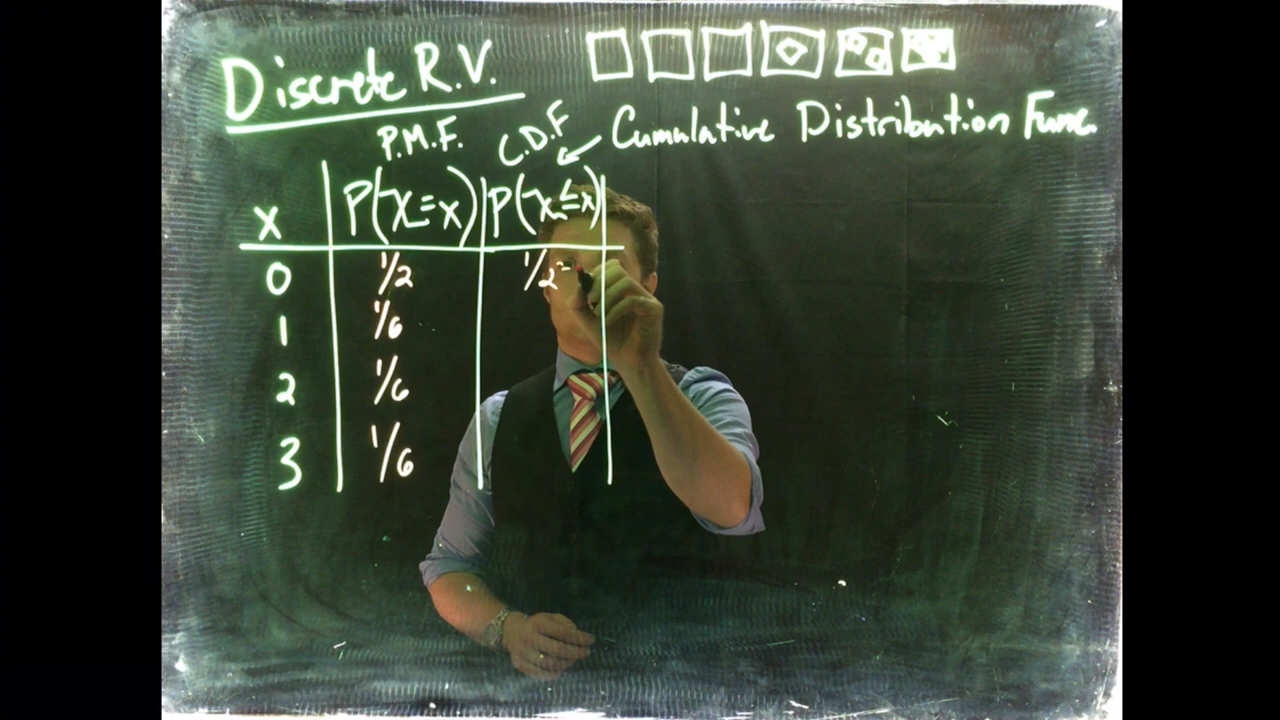 Discrete R.V.
P.M.F. C.D.F Cumulative Distribution Func.
x P(X=x) P(X≤x)
0 1/2 1/2
1 1/6
2 1/6
3 1/6